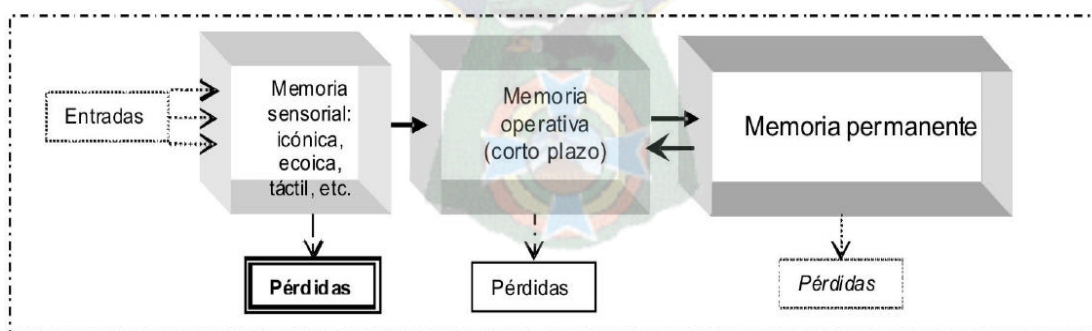 Entradas
Memoria
sensorial:
icónica,
ecoica,
táctil, etc.
Memoria
operativa
(corto plazo)
Memoria permanente
Pérdidas
Pérdidas
Pérdidas